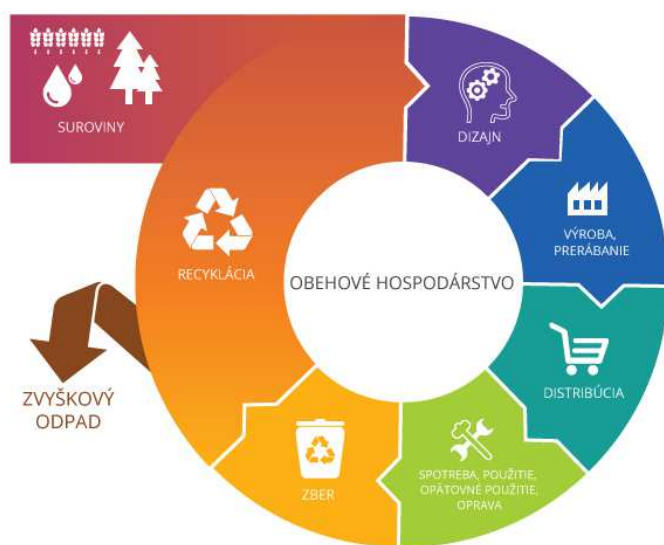 SUROVINY
DIZAJN
VÝROBA,
PRERÁBANIE
RECYKLÁCIA
OBEHOVÉ HOSPODÁRSTVO
DISTRIBÚCIA
ZVYŠKOVÝ
ODPAD
SPOTREBA, POUŽITIE,
OPÄTOVNÉ POUŽITIE,
OPRAVA
ZBER